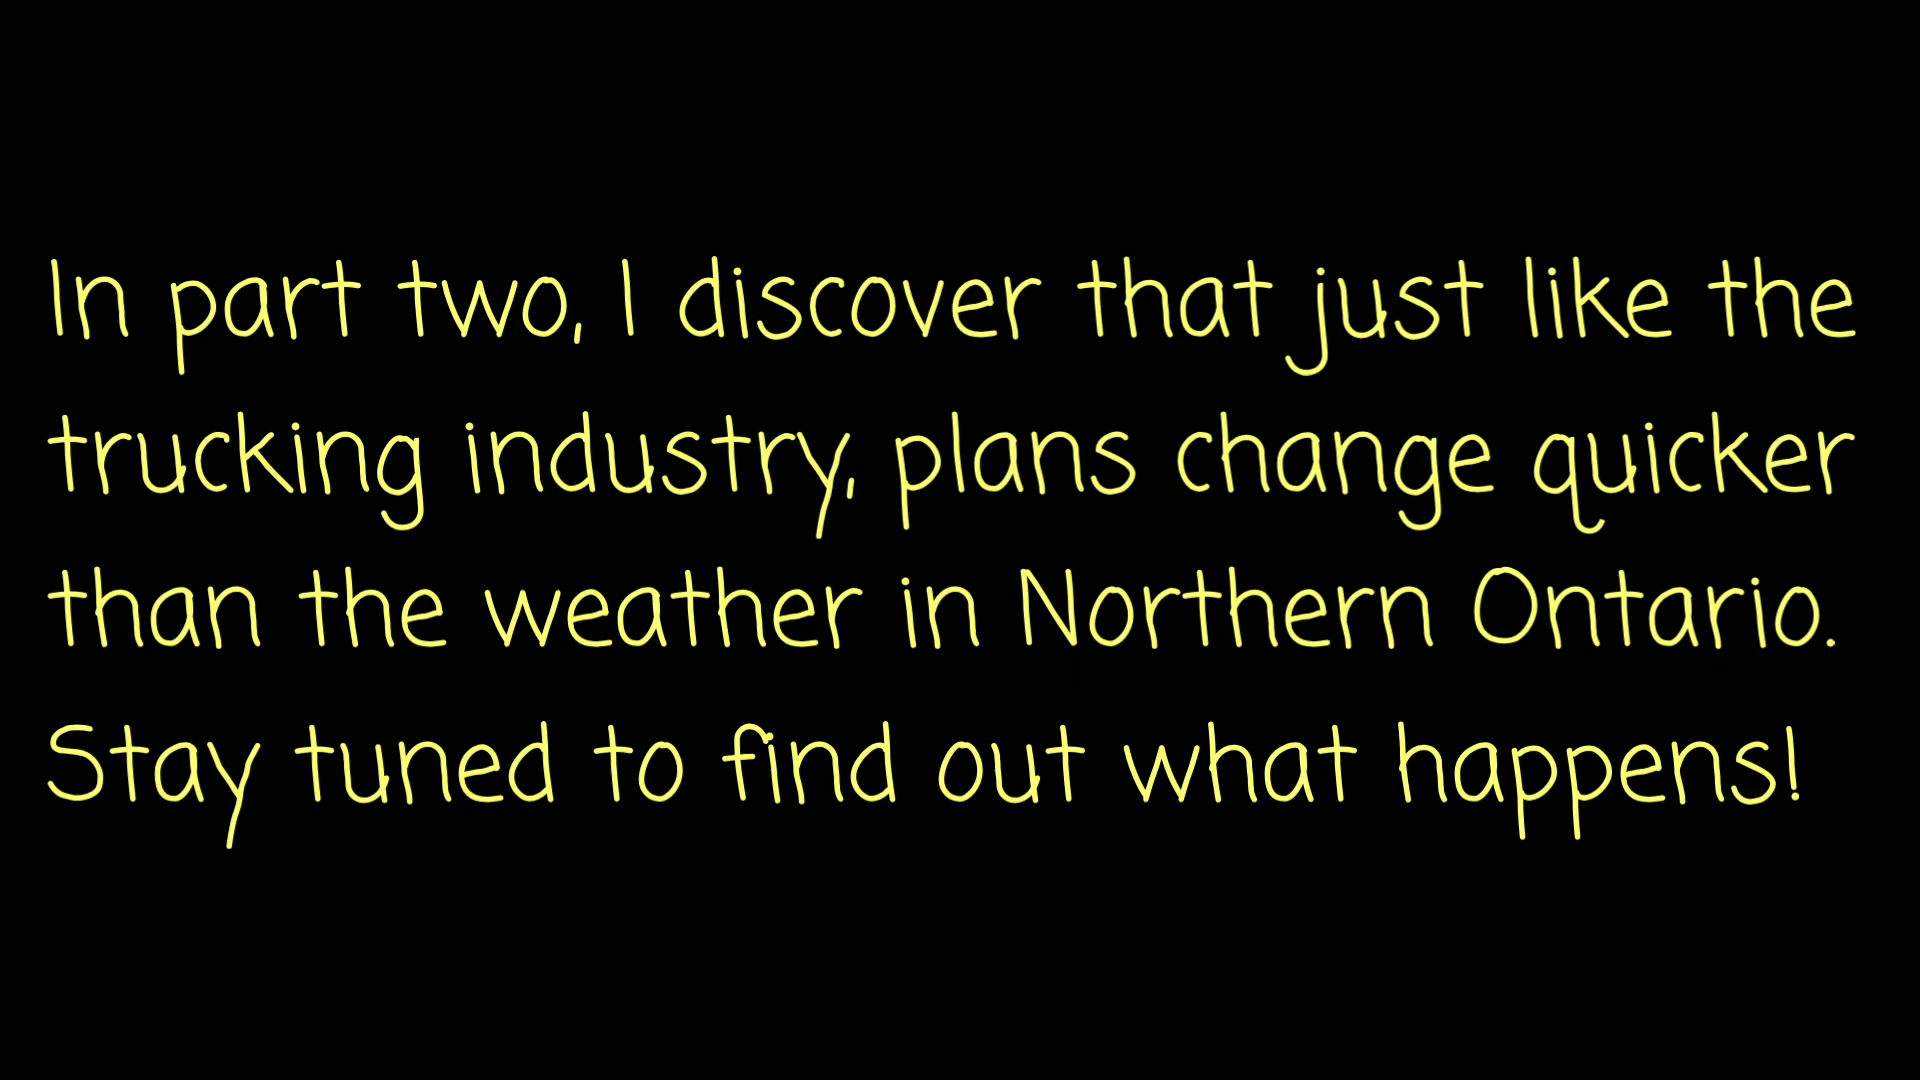 In part two, I discover that just like the
trucking industry, plans change quicker
than the weather in Northern Ontario.
Stay tuned to find out what happens!